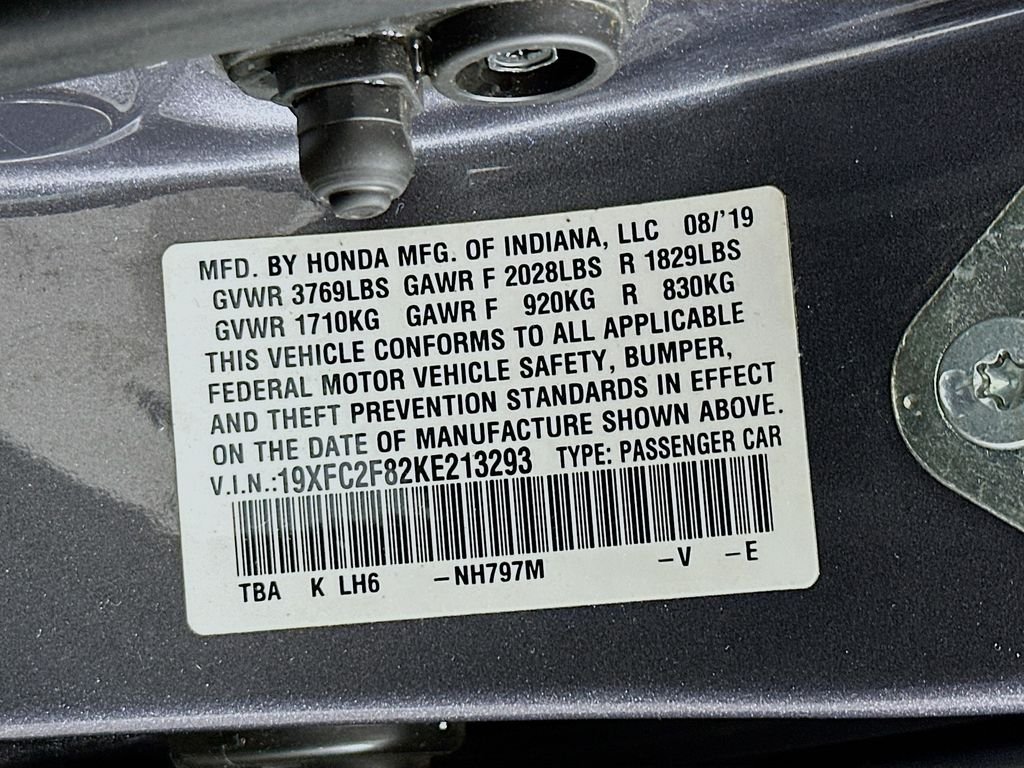 MFD. BY HONDA MFG. OF INDIANA, LLC 08/'19
GVWR 3769LBS GAWR F 2028LBS R 1829LBS
GVWR 1710KG GAWR F 920KG R 830KG
THIS VEHICLE CONFORMS TO ALL APPLICABLE
FEDERAL MOTOR VEHICLE SAFETY, BUMPER,
AND THEFT PREVENTION STANDARDS IN EFFECT
ON THE DATE OF MANUFACTURE SHOWN ABOVE.
V.I.N.:19XFC2F82KE213293 TYPE: PASSENGER CAR
TBA K LH6 –NH797M –V –E